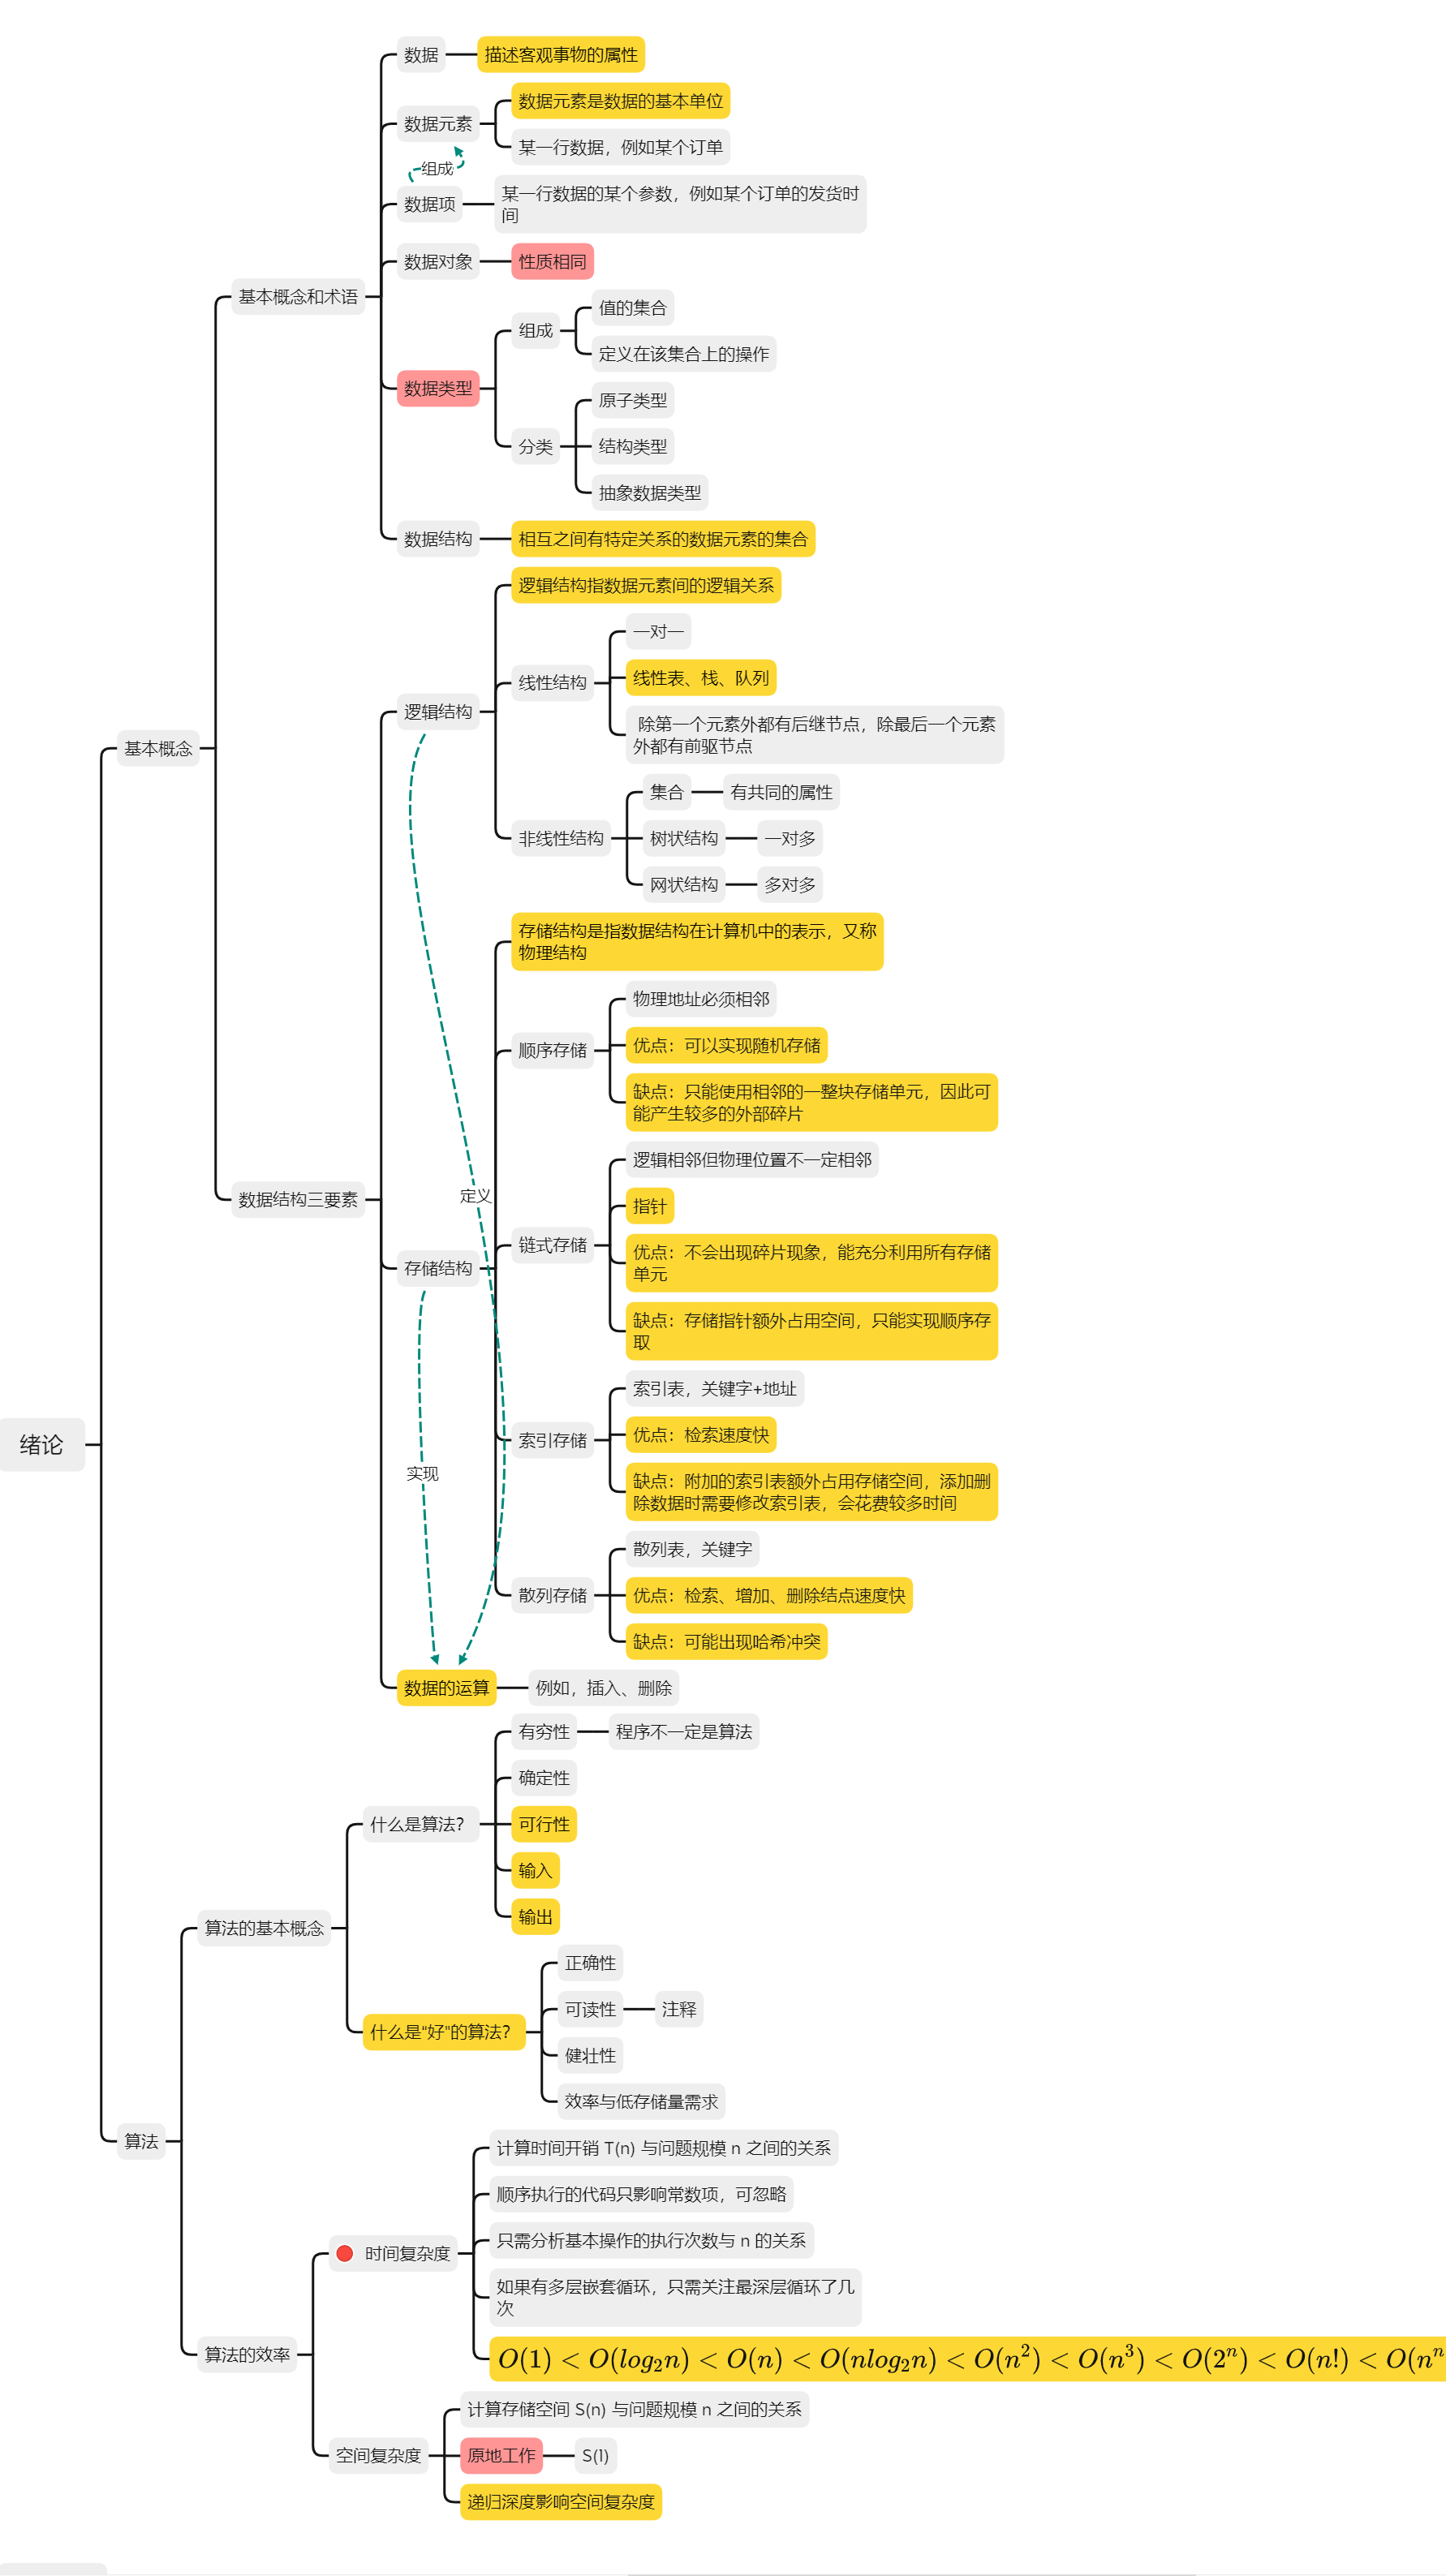 绪论
基本概念
基本概念和术语
数据
描述客观事物的属性
数据元素
数据元素是数据的基本单位
某一行数据，例如某个订单
组成
数据项
某一行数据的某个参数，例如某个订单的发货时
间
数据对象
性质相同
数据类型
组成
值的集合
定义在该集合上的操作
分类
原子类型
结构类型
抽象数据类型
数据结构
相互之间有特定关系的数据元素的集合
数据结构三要素
逻辑结构
逻辑结构指数据元素间的逻辑关系
线性结构
一对一
线性表、栈、队列
除第一个元素外都有后继节点，除最后一个元素
外都有前驱节点
非线性结构
集合
有共同的属性
树状结构
一对多
网状结构
多对多
定义
存储结构
存储结构是指数据结构在计算机中的表示，又称
物理结构
顺序存储
物理地址必须相邻
优点：可以实现随机存储
缺点：只能使用相邻的一整块存储单元，因此可
能产生较多的外部碎片
链式存储
逻辑相邻但物理位置不一定相邻
指针
优点：不会出现碎片现象，能充分利用所有存储
单元
缺点：存储指针额外占用空间，只能实现顺序存
取
索引存储
索引表，关键字+地址
优点：检索速度快
缺点：附加的索引表额外占用存储空间，添加删
除数据时需要修改索引表，会花费较多时间
散列存储
散列表，关键字
优点：检索、增加、删除结点速度快
缺点：可能出现哈希冲突
实现
数据的运算
例如，插入、删除
算法
算法的基本概念
什么是算法？
有穷性
程序不一定是算法
确定性
可行性
输入
输出
什么是"好"的算法？
正确性
可读性
注释
健壮性
效率与低存储量需求
算法的效率
时间复杂度
计算时间开销 T(n) 与问题规模 n 之间的关系
顺序执行的代码只影响常数项，可忽略
只需分析基本操作的执行次数与 n 的关系
如果有多层嵌套循环，只需关注最深层循环了几
次
O(1) < O(log₂n) < O(n) < O(nlog₂n) < O(n²) < O(n³) < O(2ⁿ) < O(n!) < O(nⁿ
空间复杂度
计算存储空间 S(n) 与问题规模 n 之间的关系
原地工作
S(1)
递归深度影响空间复杂度